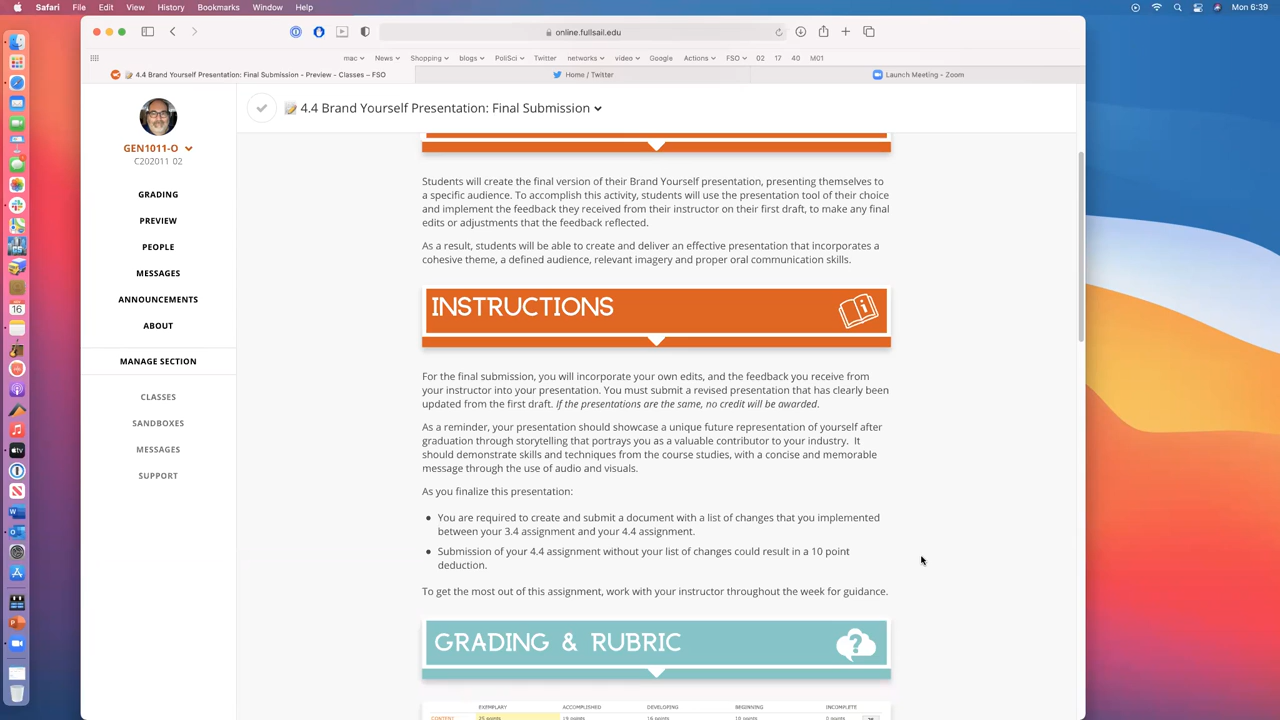 Safari File Edit View History Bookmarks Window Help Mon 6:39
online.fullsail.edu
mac News Shopping blogs PoliSci Twitter networks video Google Actions FSO 02 17 40 M01
4.4 Brand Yourself Presentation: Final Submission - Preview - Classes – FSO Home / Twitter Launch Meeting - Zoom
4.4 Brand Yourself Presentation: Final Submission
GEN1011-O
C202011 02
GRADING
PREVIEW
PEOPLE
MESSAGES
ANNOUNCEMENTS
ABOUT
MANAGE SECTION
CLASSES
SANDBOXES
MESSAGES
SUPPORT
Students will create the final version of their Brand Yourself presentation, presenting themselves to
a specific audience. To accomplish this activity, students will use the presentation tool of their choice
and implement the feedback they received from their instructor on their first draft, to make any final
edits or adjustments that the feedback reflected.
As a result, students will be able to create and deliver an effective presentation that incorporates a
cohesive theme, a defined audience, relevant imagery and proper oral communication skills.
INSTRUCTIONS
For the final submission, you will incorporate your own edits, and the feedback you receive from
your instructor into your presentation. You must submit a revised presentation that has clearly been
updated from the first draft. If the presentations are the same, no credit will be awarded.
As a reminder, your presentation should showcase a unique future representation of yourself after
graduation through storytelling that portrays you as a valuable contributor to your industry. It
should demonstrate skills and techniques from the course studies, with a concise and memorable
message through the use of audio and visuals.
As you finalize this presentation:
You are required to create and submit a document with a list of changes that you implemented
between your 3.4 assignment and your 4.4 assignment.
Submission of your 4.4 assignment without your list of changes could result in a 10 point
deduction.
To get the most out of this assignment, work with your instructor throughout the week for guidance.
GRADING & RUBRIC
EXEMPLARY ACCOMPLISHED DEVELOPING BEGINNING INCOMPLETE
CONTENT 25 points 19 points 16 points 10 points 0 points
16